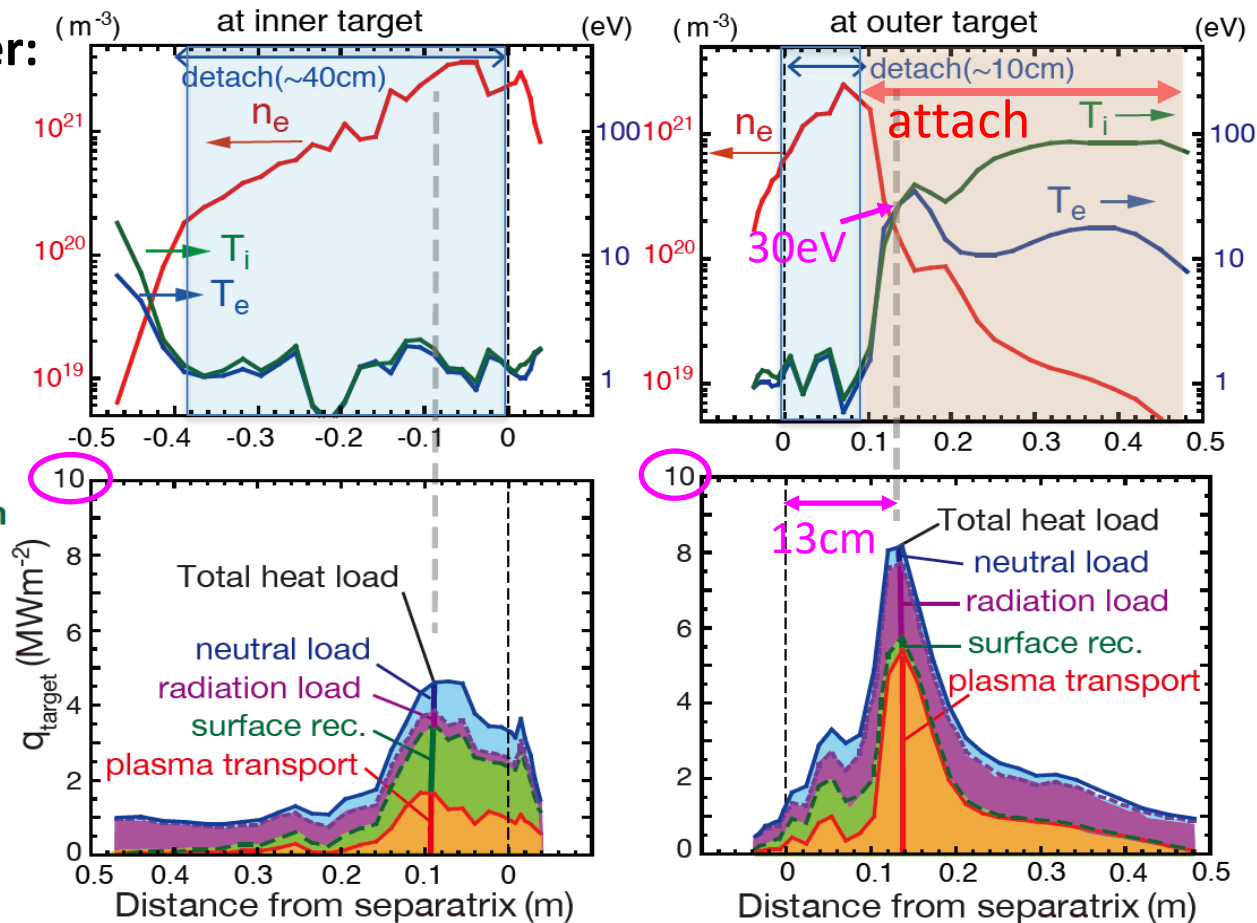 er:
(m-3) at inner target (eV)
detach(~40cm)
ne
Ti
Te
10²¹
10²⁰
10¹⁹
100
10
1
-0.5 -0.4 -0.3 -0.2 -0.1 0
(m-3) at outer target (eV)
detach(~10cm)
attach
ne
Ti
Te
30eV
10²¹
10²⁰
10¹⁹
100
10
1
0 0.1 0.2 0.3 0.4 0.5
n
qtarget (MWm-2)
10
8
6
4
2
0
Total heat load
neutral load
radiation load
surface rec.
plasma transport
0.5 0.4 0.3 0.2 0.1 0
Distance from separatrix (m)
10
8
6
4
2
0
13cm
Total heat load
neutral load
radiation load
surface rec.
plasma transport
0 0.1 0.2 0.3 0.4 0.5
Distance from separatrix (m)